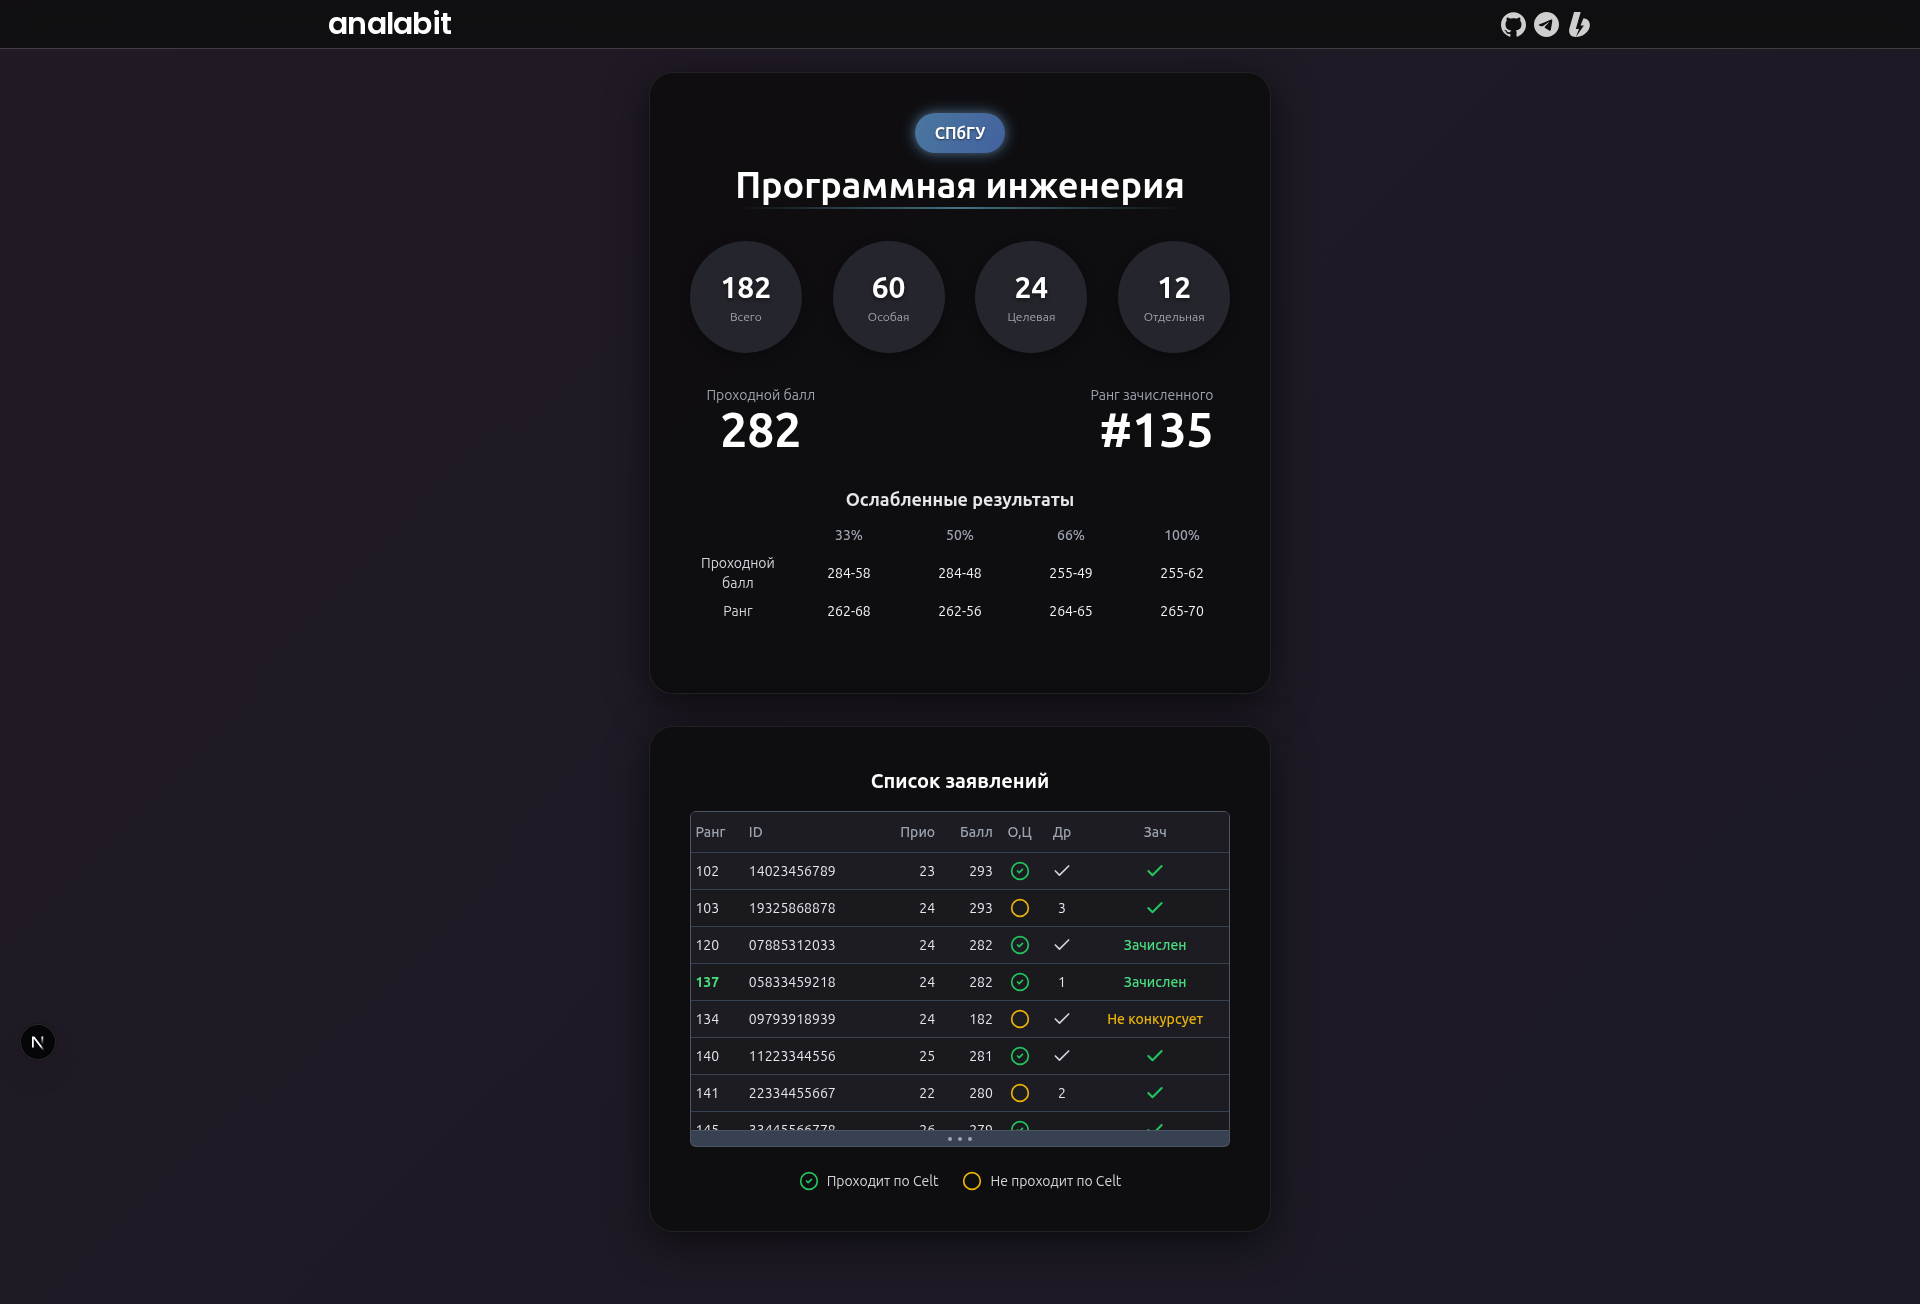 analabit
СПбГУ
Программная инженерия
182 60 24 12
Всего Особая Целевая Отдельная
Проходной балл Ранг зачисленного
282 #135
Ослабленные результаты
33% 50% 66% 100%
Проходной балл 284-58 284-48 255-49 255-62
Ранг 262-68 262-56 264-65 265-70
Список заявлений
Ранг ID Прио Балл О,Ц Др Зач
102 14023456789 23 293
103 19325868878 24 293 3
120 07885312033 24 282 Зачислен
137 05833459218 24 282 1 Зачислен
134 09793918939 24 182 Не конкурсует
140 11223344556 25 281
141 22334455667 22 280 2
145 33445566778 26 279
Проходит по Celt Не проходит по Celt